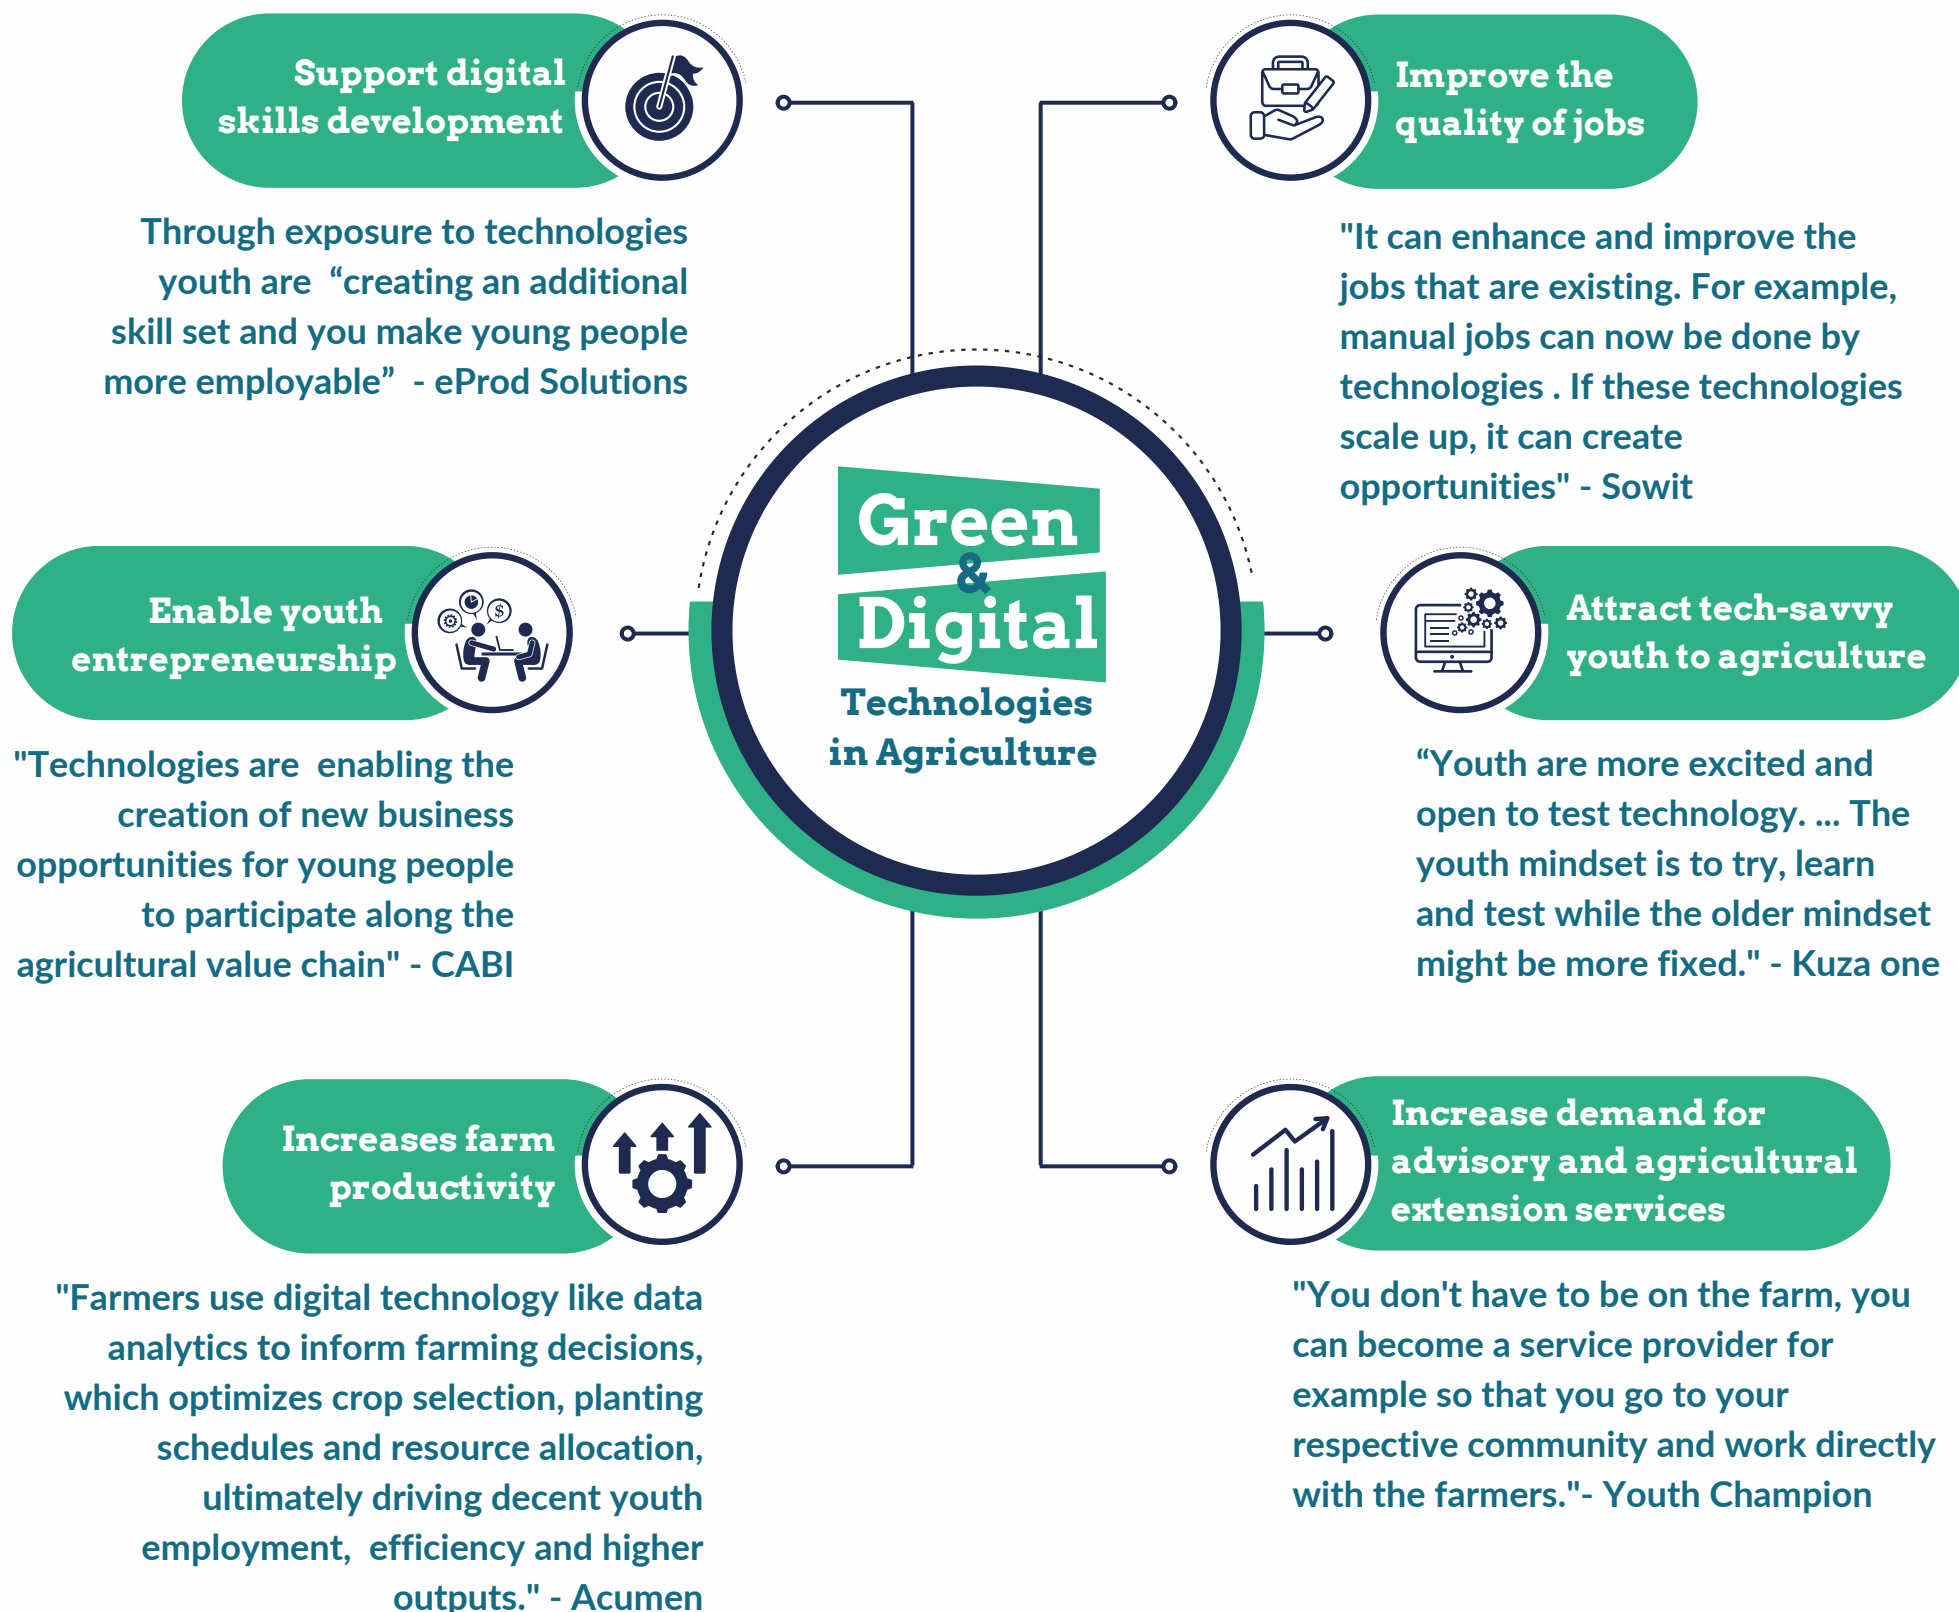 Support digital
skills development
Through exposure to technologies
youth are  “creating an additional
skill set and you make young people
more employable”  - eProd Solutions
Improve the
quality of jobs
"It can enhance and improve the
jobs that are existing. For example,
manual jobs can now be done by
technologies . If these technologies
scale up, it can create
opportunities" - Sowit
Green
&
Digital
Technologies
in Agriculture
Enable youth
entrepreneurship
$
"Technologies are  enabling the
creation of new business
opportunities for young people
to participate along the
agricultural value chain" - CABI
Attract tech-savvy
youth to agriculture
“Youth are more excited and
open to test technology. ... The
youth mindset is to try, learn
and test while the older mindset
might be more fixed." - Kuza one
Increases farm
productivity
"Farmers use digital technology like data
analytics to inform farming decisions,
which optimizes crop selection, planting
schedules and resource allocation,
ultimately driving decent youth
employment,  efficiency and higher
outputs." - Acumen
Increase demand for
advisory and agricultural
extension services
"You don't have to be on the farm, you
can become a service provider for
example so that you go to your
respective community and work directly
with the farmers."- Youth Champion